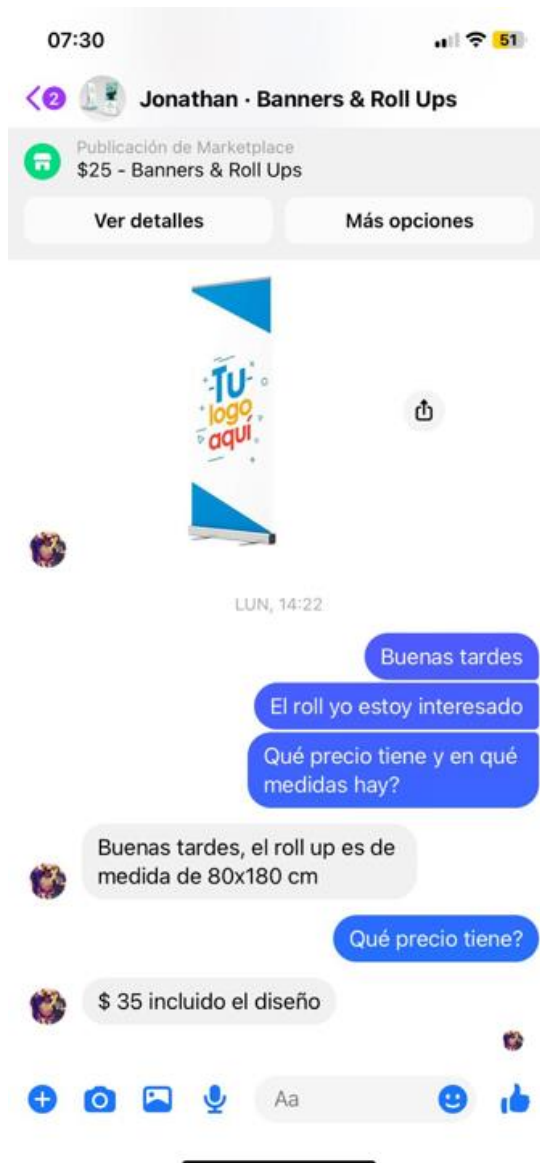 07:30
51
2
Jonathan · Banners & Roll Ups
Publicación de Marketplace
$25 - Banners & Roll Ups
Ver detalles
Más opciones
Tu
logo
aquí
LUN, 14:22
Buenas tardes
El roll yo estoy interesado
Qué precio tiene y en qué
medidas hay?
Buenas tardes, el roll up es de
medida de 80x180 cm
Qué precio tiene?
$ 35 incluido el diseño
Aa